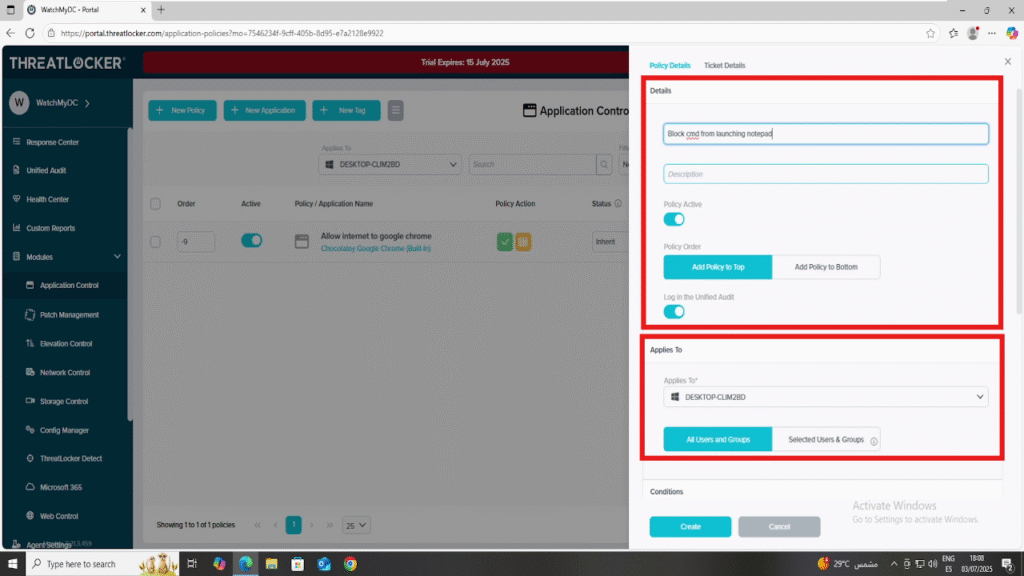 WatchMyDC - Portal
https://portal.threatlocker.com/application-policies?mo=7546234f-9cff-405b-8d95-e7a2128e9922
THREATLOCKER
Trial Expires: 15 July 2025
W
WatchMyDC
Response Center
Unified Audit
Health Center
Custom Reports
Modules
Application Control
Patch Management
Elevation Control
Network Control
Storage Control
Config Manager
ThreatLocker Detect
Microsoft 365
Web Control
Agent Settings
New Policy
New Application
New Tag
Application Contro
Applies To
DESKTOP-CLIM2BD
Search
Order
Active
Policy / Application Name
Policy Action
Status
-9
Allow internet to google chrome
Chocolatey Google Chrome (Built-In)
Inherit
Showing 1 to 1 of 1 policies
1
25
Policy Details
Ticket Details
Details
Block cmd from launching notepad
Description
Policy Active
Policy Order
Add Policy to Top
Add Policy to Bottom
Log in the Unified Audit
Applies To
Applies To*
DESKTOP-CLIM2BD
All Users and Groups
Selected Users & Groups
Conditions
Create
Cancel
Activate Windows
Go to Settings to activate Windows.
Type here to search
29°C مشمس
ENG
ES
18:08
03/07/2025
2